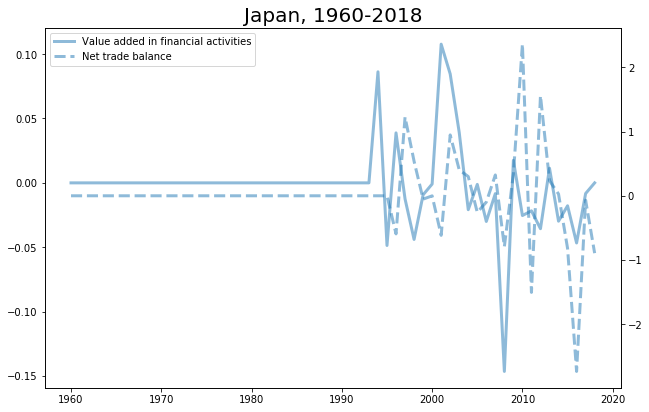 Japan, 1960-2018
Value added in financial activities
Net trade balance
0.10
0.05
0.00
−0.05
−0.10
−0.15
2
1
0
−1
−2
1960 1970 1980 1990 2000 2010 2020